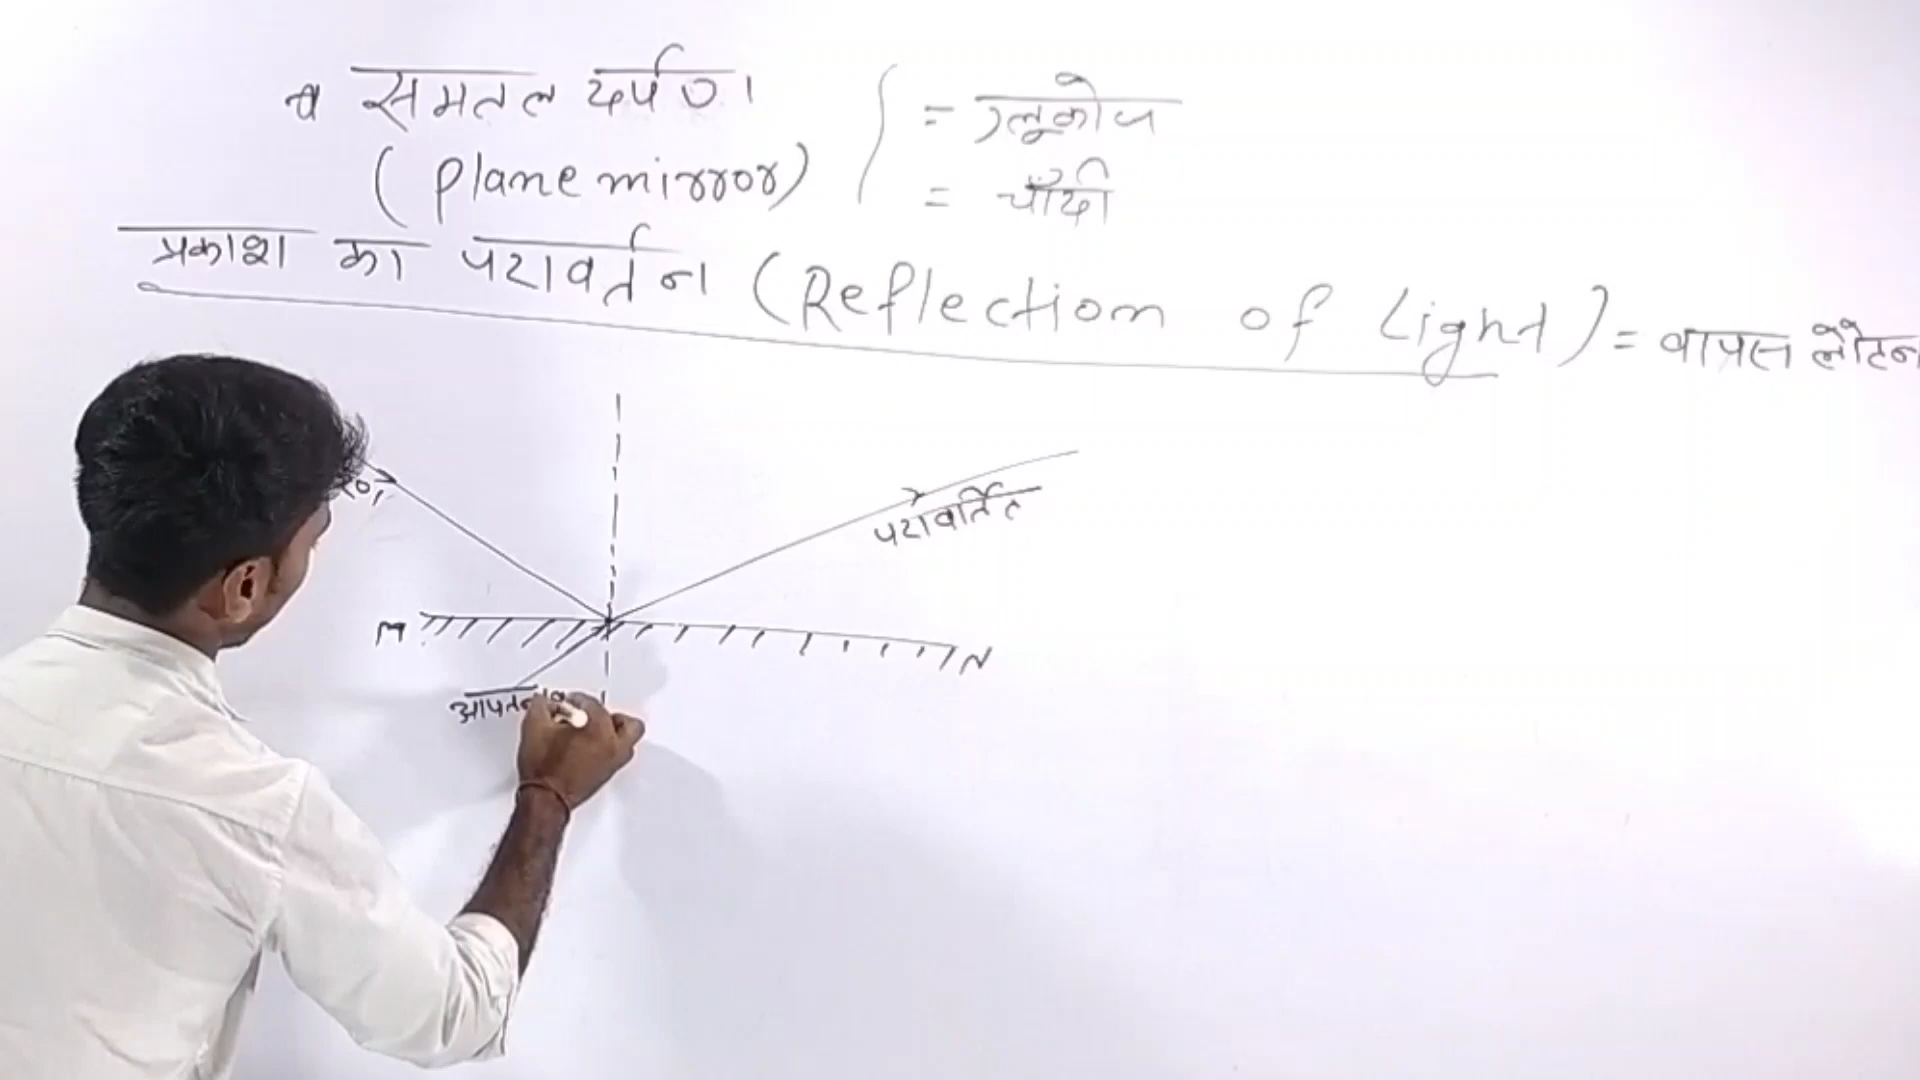 समतल दर्पण = ग्लूकोज
(Plane mirror) = चाँदी
प्रकाश का परावर्तन (Reflection of Light) = वापस लौटना
परावर्तित
M N